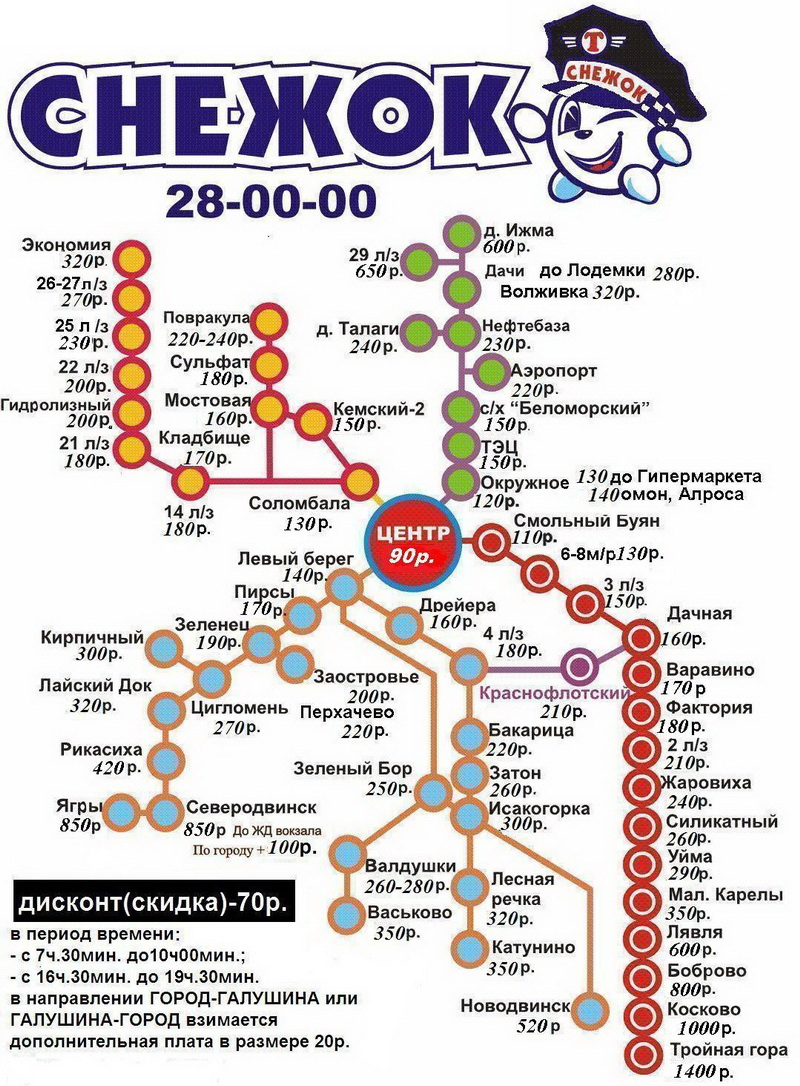 СНЕЖОК
Т
СНЕЖОК
28-00-00
Экономия
320р.
26-27л/з
270р.
25 л /з
230р.
22 л/з
200р.
Гидролизный
200р.
21 л/з
180р.
14 л/з
180р.
Повракула
220-240р.
Сульфат
180р.
Мостовая
160р.
Кладбище
170р.
Кемский-2
150р.
Соломбала
130р.
д. Ижма
600р.
29 л/з
650р.
Дачи до Лодемки 280р.
Волживка 320р.
д. Талаги
240р.
Нефтебаза
230р.
Аэропорт
220р.
с/х “Беломорский”
150р.
ТЭЦ
150р.
Окружное 130 до Гипермаркета
120р. 140 омон, Алроса
ЦЕНТР
90р.
Смольный Буян
110р.
6-8м/р130р.
3 л/з
150р.
Дачная
160р.
Варавино
170р
Фактория
180р.
2 л/з
210р.
Жаровиха
240р.
Силикатный
260р.
Уйма
290р.
Мал. Карелы
350р.
Лявля
600р.
Боброво
800р.
Косково
1000р.
Тройная гора
1400р.
Левый берег
140р.
Пирсы
170р.
Зеленец
190р.
Кирпичный
300р.
Лайский Док
320р.
Цигломень
270р.
Заостровье
200р.
Перхачево
220р.
Рикасиха
420р.
Ягры
850р
Северодвинск
850р До ЖД вокзала
По городу + 100р.
Дрейера
160р.
4 л/з
180р.
Краснофлотский
210р.
Бакарица
220р.
Затон
260р.
Зеленый Бор
250р.
Исакогорка
300р.
Валдушки
260-280р.
Васьково
350р.
Лесная
речка
320р.
Катунино
350р.
Новодвинск
520р
дисконт(скидка)-70р.
в период времени:
- с 7ч.30мин. до10ч00мин.;
- с 16ч.30мин. до 19ч.30мин.
в направлении ГОРОД-ГАЛУШИНА или
ГАЛУШИНА-ГОРОД взимается
дополнительная плата в размере 20р.